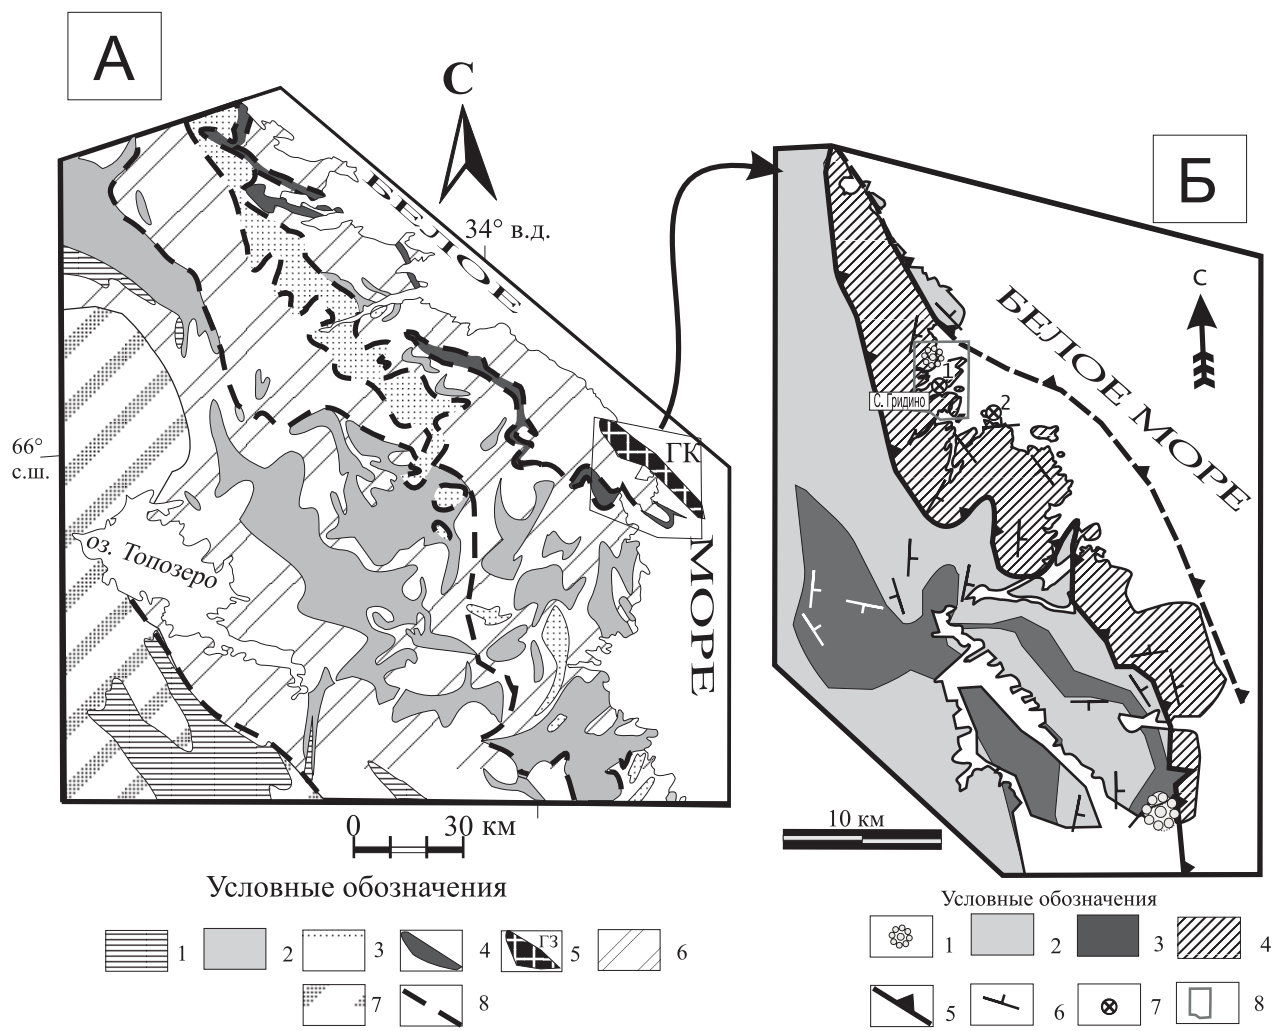 А
С
БЕЛОЕ
34° в.д.
66°
с.ш.
ГК
оз. Топозеро
МОРЕ
0 30 км
Условные обозначения
1 2 3 4 ГЗ 5 6
7 8
Б
С
БЕЛОЕ МОРЕ
1
С. Гридино
2
10 км
Условные обозначения
1 2 3 4
5 6 7 8